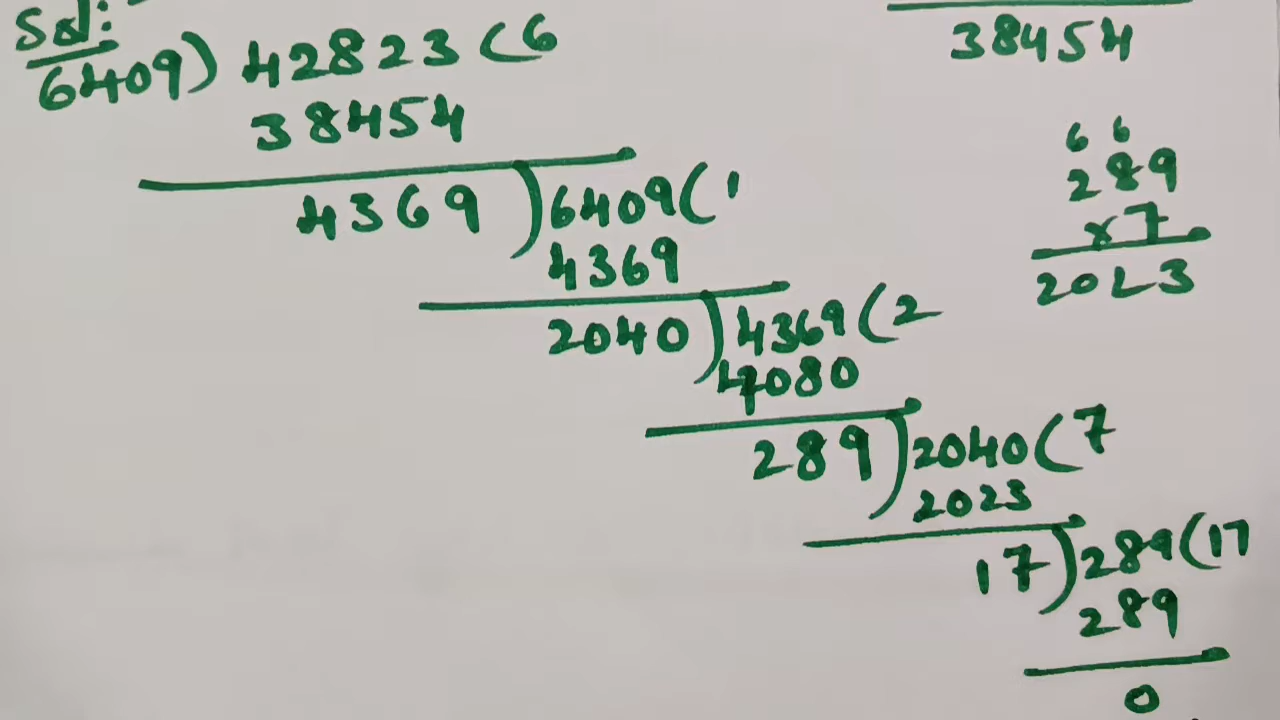 Sol:
6409) 42823 (6
38454
4369 ) 6409 ( 1
4369
2040 ) 4369 ( 2
4080
289 ) 2040 ( 7
2023
17 ) 289 ( 17
289
0
38454
6 6
289
x 7
2023